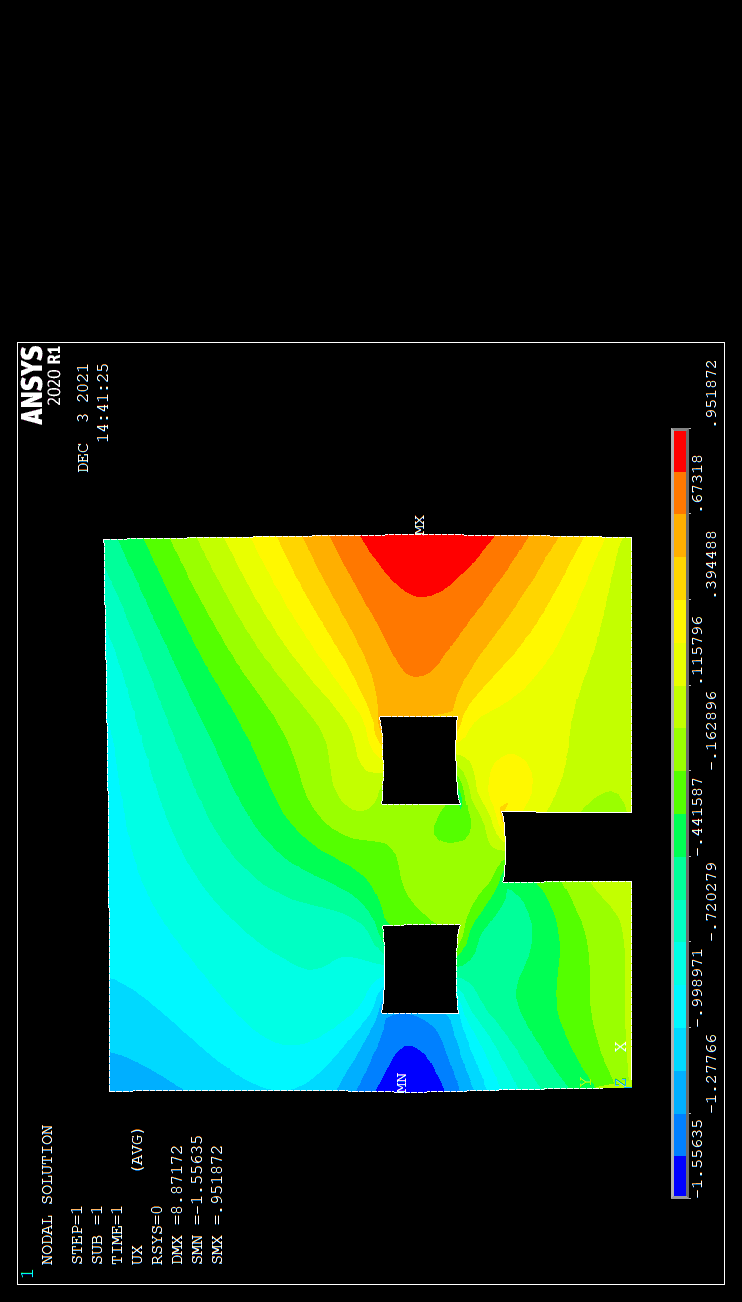 1
NODAL SOLUTION
STEP=1
SUB =1
TIME=1
UX (AVG)
RSYS=0
DMX =8.87172
SMN =-1.55635
SMX =.951872
ANSYS
2020 R1
DEC 3 2021
14:41:25
MN
MX
Y
Z X
-1.55635
-1.27766
-.998971
-.720279
-.441587
-.162896
.115796
.394488
.67318
.951872